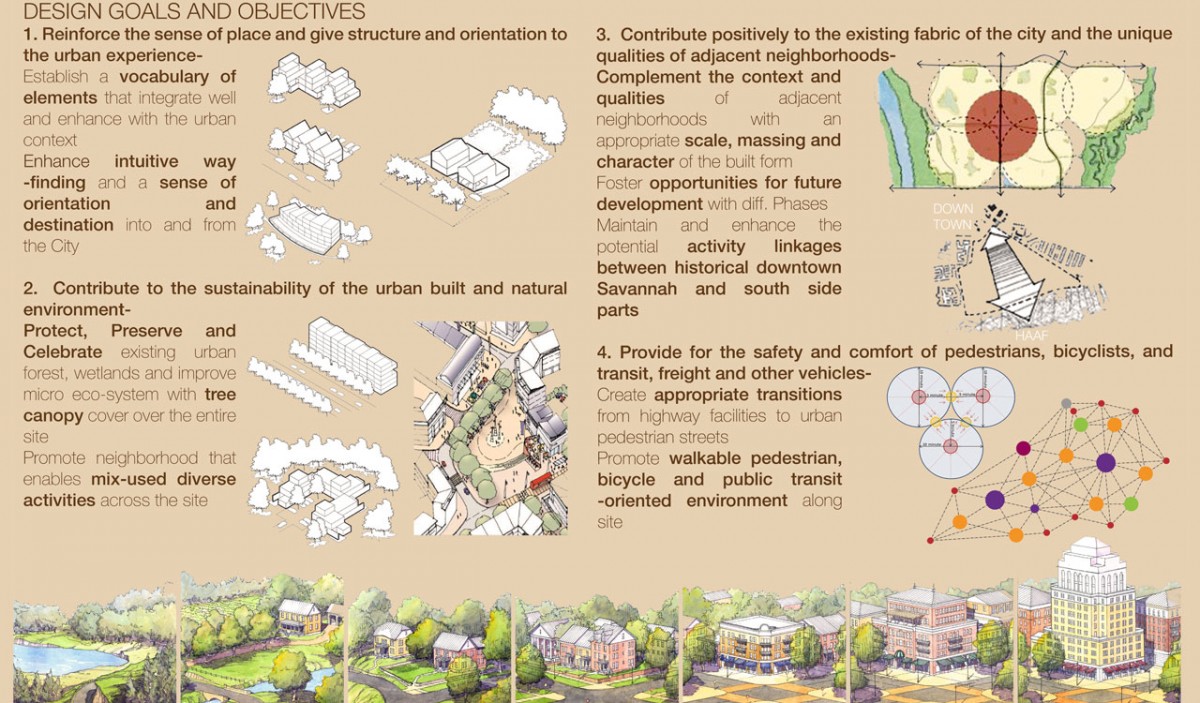 DESIGN GOALS AND OBJECTIVES
1. Reinforce the sense of place and give structure and orientation to
the urban experience-
Establish a vocabulary of
elements that integrate well
and enhance with the urban
context
Enhance intuitive way
-finding and a sense of
orientation and
destination into and from
the City
2. Contribute to the sustainability of the urban built and natural
environment-
Protect, Preserve and
Celebrate existing urban
forest, wetlands and improve
micro eco-system with tree
canopy cover over the entire
site
Promote neighborhood that
enables mix-used diverse
activities across the site
3. Contribute positively to the existing fabric of the city and the unique
qualities of adjacent neighborhoods-
Complement the context and
qualities of adjacent
neighborhoods with an
appropriate scale, massing and
character of the built form
Foster opportunities for future
development with diff. Phases
Maintain and enhance the
potential activity linkages
between historical downtown
Savannah and south side
parts
DOWN
TOWN
HAAF
4. Provide for the safety and comfort of pedestrians, bicyclists, and
transit, freight and other vehicles-
Create appropriate transitions
from highway facilities to urban
pedestrian streets
Promote walkable pedestrian,
bicycle and public transit
-oriented environment along
site